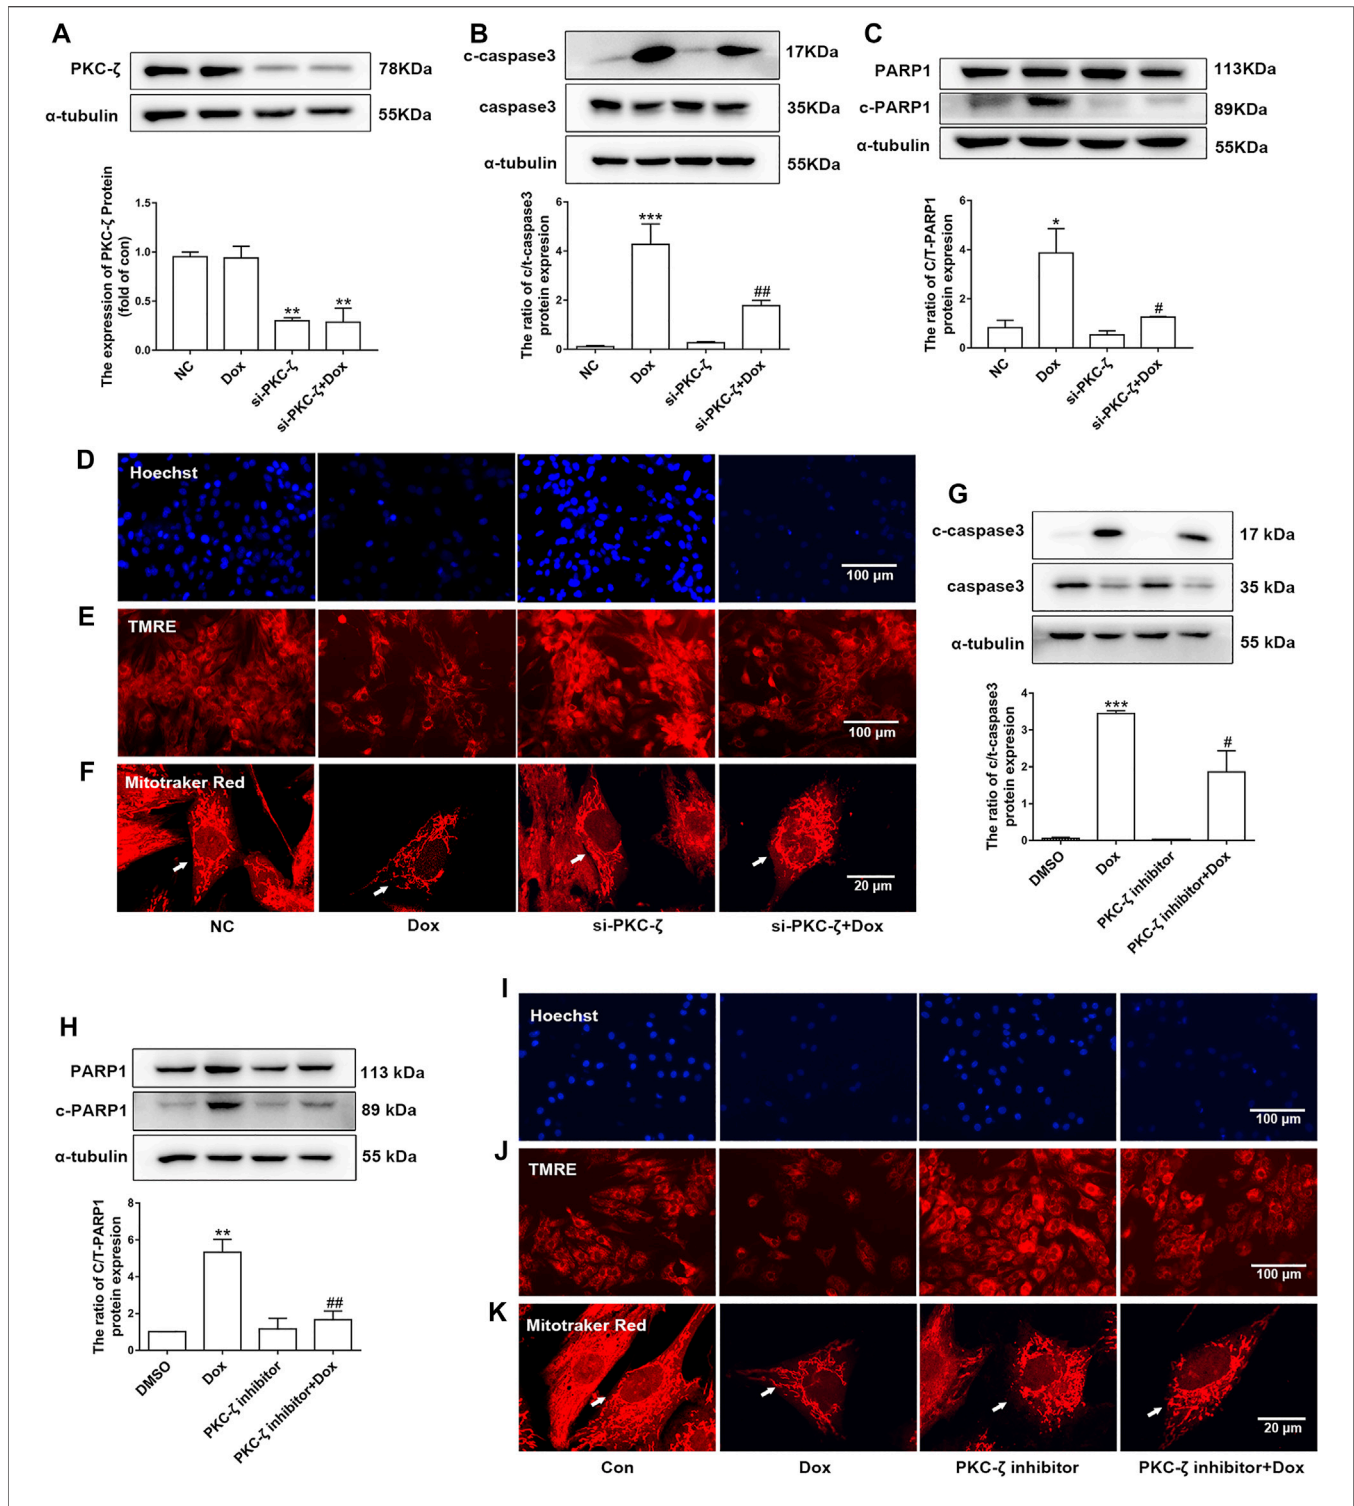 A
PKC-ζ
78KDa
α-tubulin
55KDa
The expression of PKC-ζ Protein
(fold of con)
1.5
1.0
0.5
0.0
**
**
NC
Dox
si-PKC-ζ
si-PKC-ζ+Dox
B
c-caspase3
17KDa
caspase3
35KDa
α-tubulin
55KDa
The ratio of c/t-caspase3
protein expression
6
4
2
0
***
##
NC
Dox
si-PKC-ζ
si-PKC-ζ+Dox
C
PARP1
113KDa
c-PARP1
89KDa
α-tubulin
55KDa
The ratio of C/T-PARP1
protein expresion
6
4
2
0
*
#
NC
Dox
si-PKC-ζ
si-PKC-ζ+Dox
D
Hoechst
100 μm
E
TMRE
100 μm
F
Mitotraker Red
20 μm
NC
Dox
si-PKC-ζ
si-PKC-ζ+Dox
G
c-caspase3
17 kDa
caspase3
35 kDa
α-tubulin
55 kDa
The ratio of c/t-caspase3
protein expresion
4
3
2
1
0
***
#
DMSO
Dox
PKC-ζ inhibitor
PKC-ζ inhibitor+Dox
H
PARP1
113 kDa
c-PARP1
89 kDa
α-tubulin
55 kDa
The ratio of C/T-PARP1
protein expresion
8
6
4
2
0
**
##
DMSO
Dox
PKC-ζ inhibitor
PKC-ζ inhibitor+Dox
I
Hoechst
100 μm
J
TMRE
100 μm
K
Mitotraker Red
20 μm
Con
Dox
PKC-ζ inhibitor
PKC-ζ inhibitor+Dox